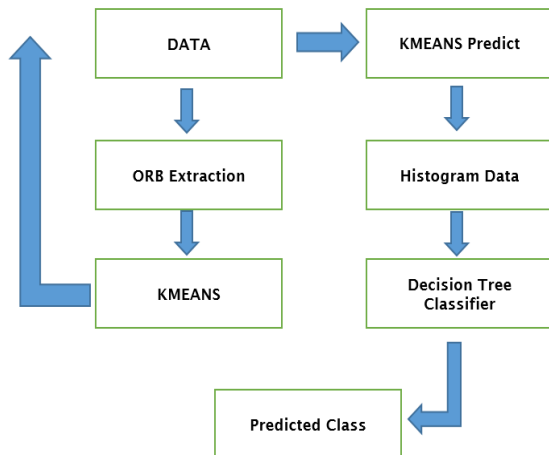 DATA
KMEANS Predict
ORB Extraction
Histogram Data
KMEANS
Decision Tree
Classifier
Predicted Class